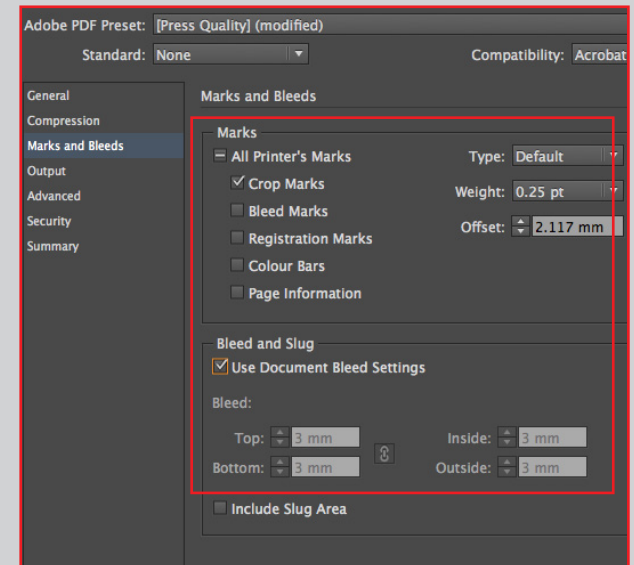 Adobe PDF Preset: [Press Quality] (modified)
Standard: None Compatibility: Acrobat
General
Compression
Marks and Bleeds
Output
Advanced
Security
Summary
Marks and Bleeds
Marks
All Printer's Marks
Crop Marks
Bleed Marks
Registration Marks
Colour Bars
Page Information
Type: Default
Weight: 0.25 pt
Offset: 2.117 mm
Bleed and Slug
Use Document Bleed Settings
Bleed:
Top: 3 mm Inside: 3 mm
Bottom: 3 mm Outside: 3 mm
Include Slug Area